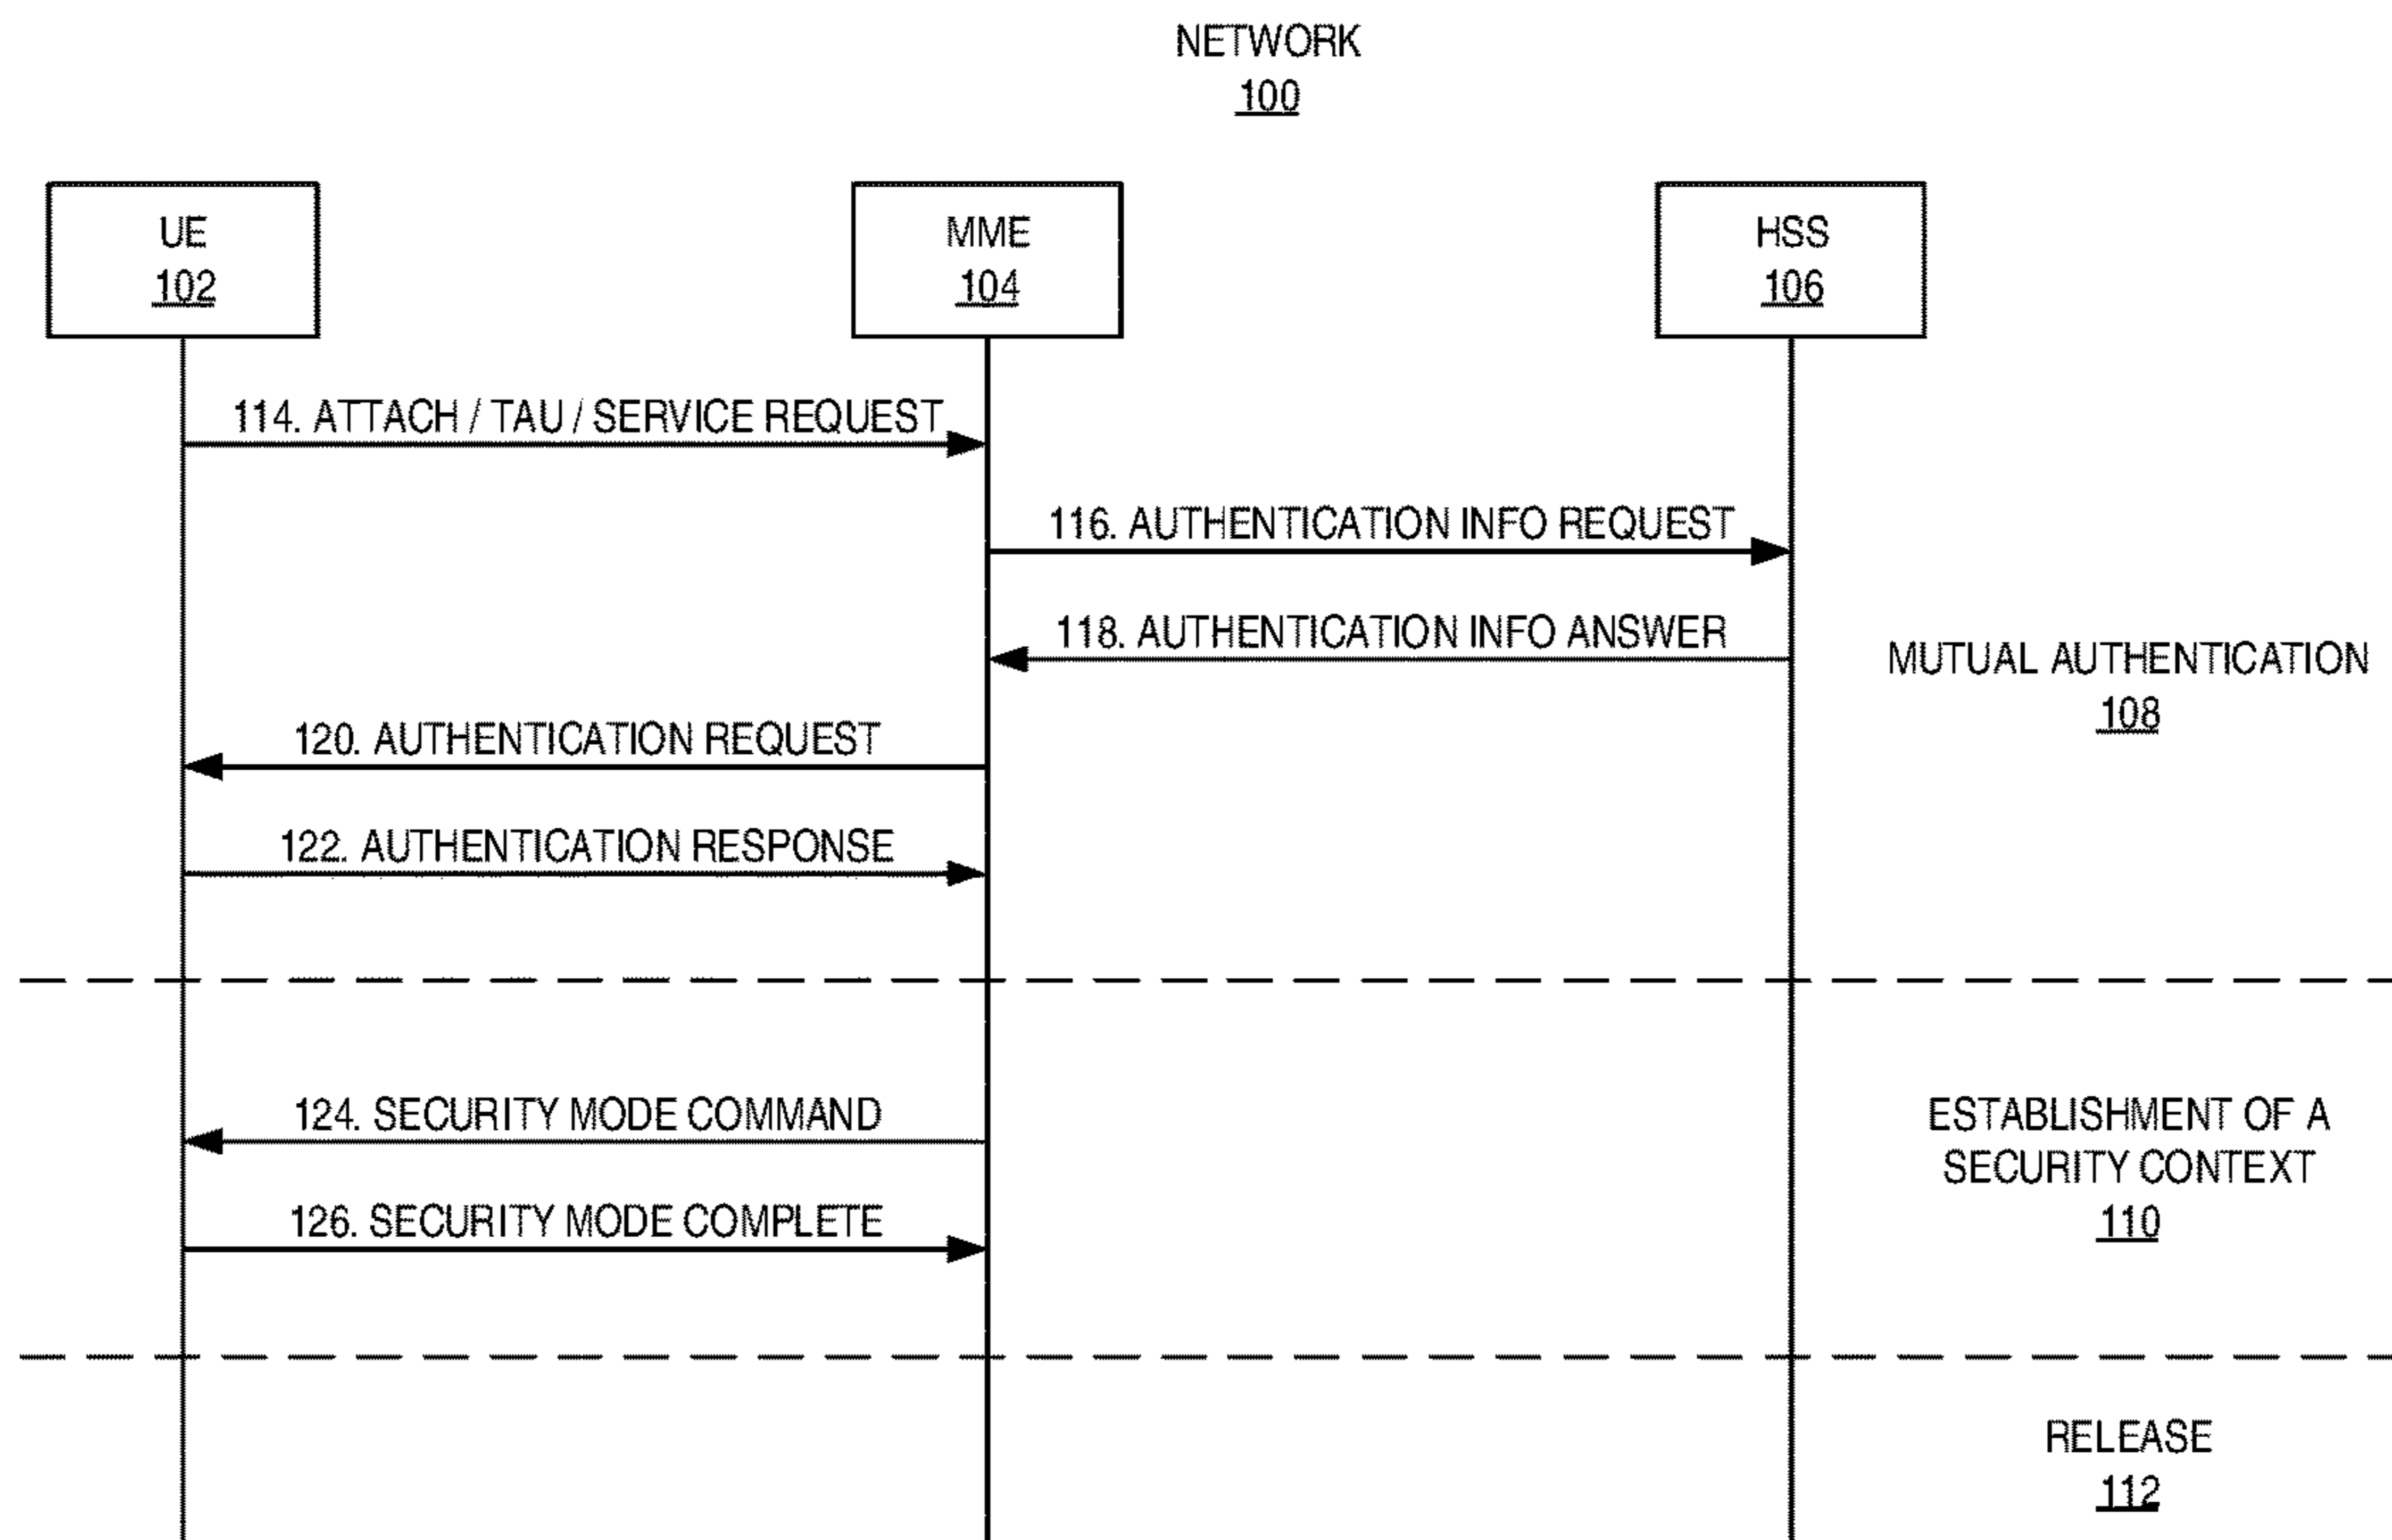 NETWORK
100
UE
102
MME
104
HSS
106
114. ATTACH / TAU / SERVICE REQUEST
116. AUTHENTICATION INFO REQUEST
118. AUTHENTICATION INFO ANSWER
MUTUAL AUTHENTICATION
108
120. AUTHENTICATION REQUEST
122. AUTHENTICATION RESPONSE
124. SECURITY MODE COMMAND
ESTABLISHMENT OF A
SECURITY CONTEXT
110
126. SECURITY MODE COMPLETE
RELEASE
112